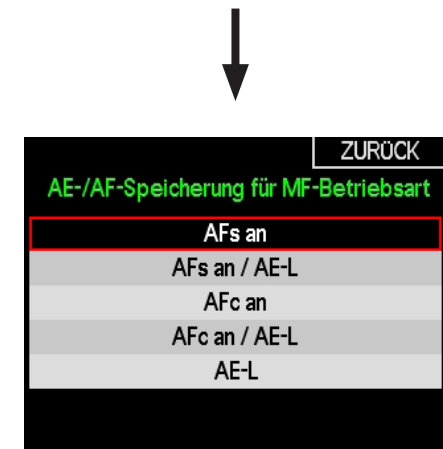 ZURÜCK
AE-/AF-Speicherung für MF-Betriebsart
AFs an
AFs an / AE-L
AFc an
AFc an / AE-L
AE-L